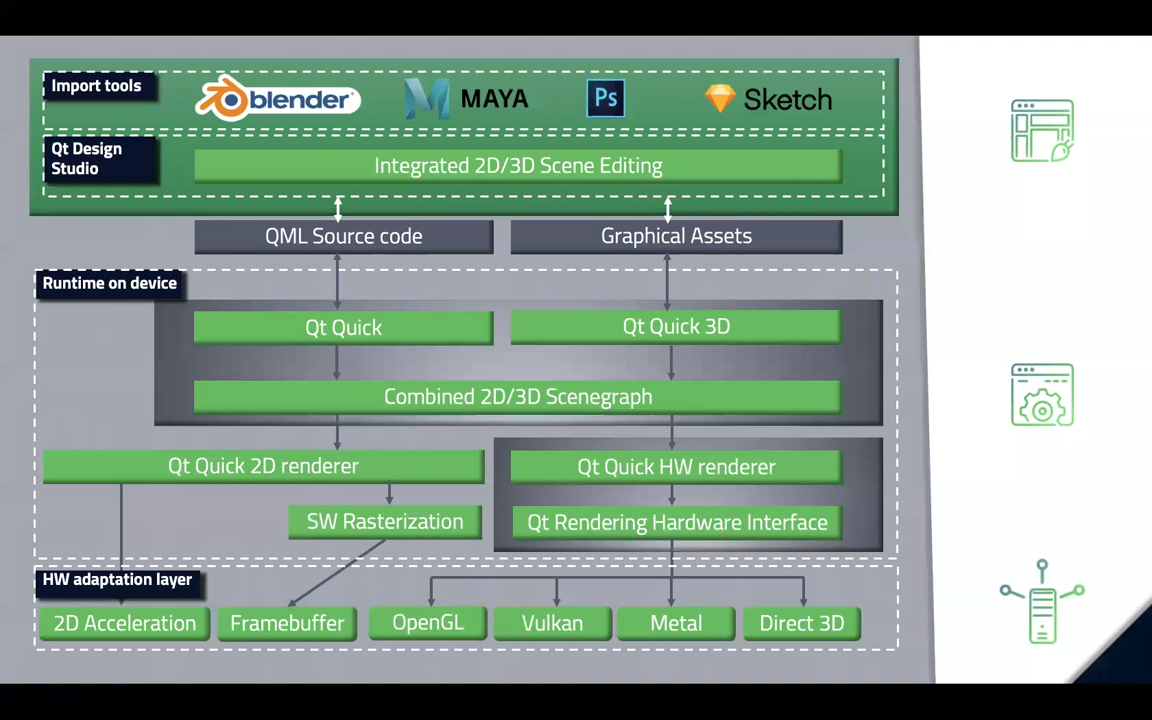 Import tools
blender
MAYA
Ps
Sketch
Qt Design
Studio
Integrated 2D/3D Scene Editing
QML Source code
Graphical Assets
Runtime on device
Qt Quick
Qt Quick 3D
Combined 2D/3D Scenegraph
Qt Quick 2D renderer
Qt Quick HW renderer
SW Rasterization
Qt Rendering Hardware Interface
HW adaptation layer
2D Acceleration
Framebuffer
OpenGL
Vulkan
Metal
Direct 3D